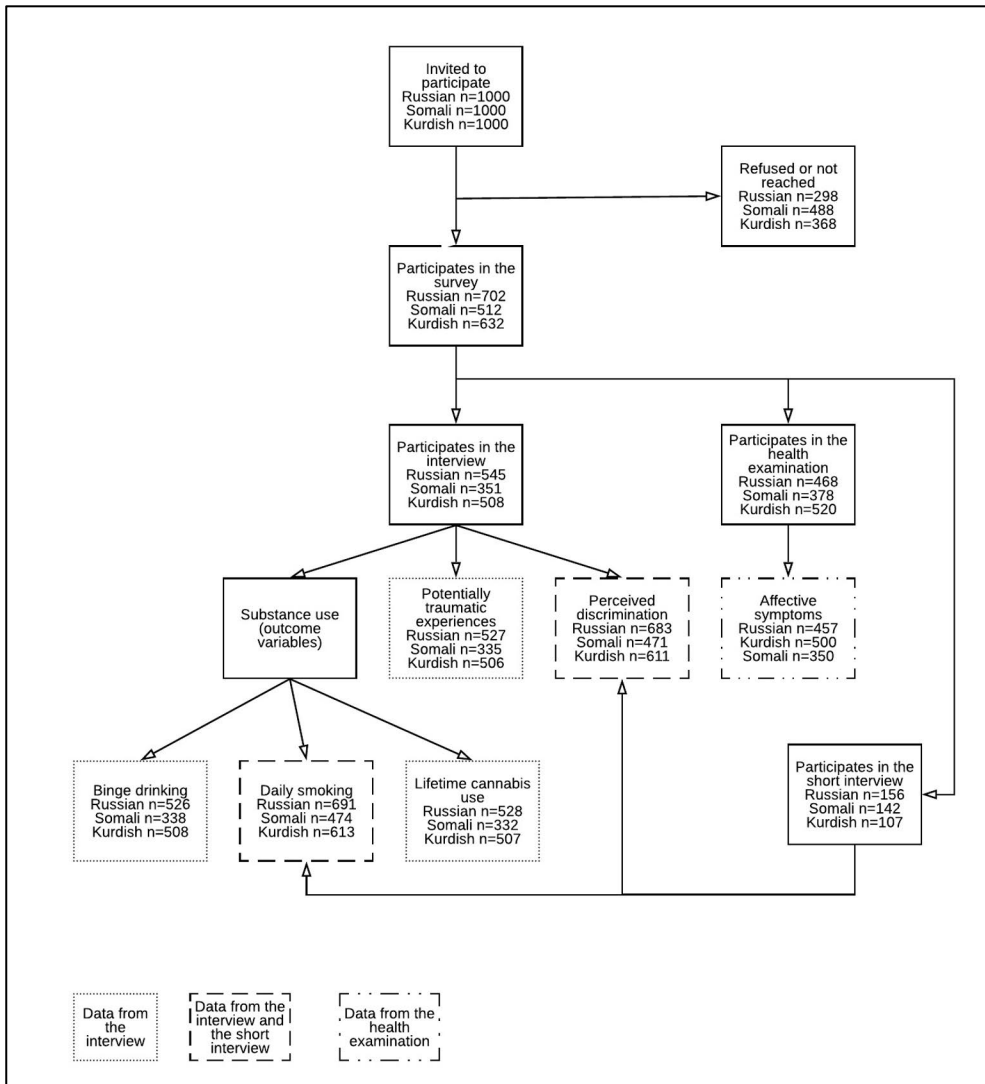 Invited to
participate
Russian n=1000
Somali n=1000
Kurdish n=1000
Refused or not
reached
Russian n=298
Somali n=488
Kurdish n=368
Participates in the
survey
Russian n=702
Somali n=512
Kurdish n=632
Participates in the
interview
Russian n=545
Somali n=351
Kurdish n=508
Participates in the
health
examination
Russian n=468
Somali n=378
Kurdish n=520
Substance use
(outcome
variables)
Potentially
traumatic
experiences
Russian n=527
Somali n=335
Kurdish n=506
Perceived
discrimination
Russian n=683
Somali n=471
Kurdish n=611
Affective
symptoms
Russian n=457
Kurdish n=500
Somali n=350
Binge drinking
Russian n=526
Somali n=338
Kurdish n=508
Daily smoking
Russian n=691
Somali n=474
Kurdish n=613
Lifetime cannabis
use
Russian n=528
Somali n=332
Kurdish n=507
Participates in the
short interview
Russian n=156
Somali n=142
Kurdish n=107
Data from
the
interview
Data from the
interview and
the short
interview
Data from the
health
examination